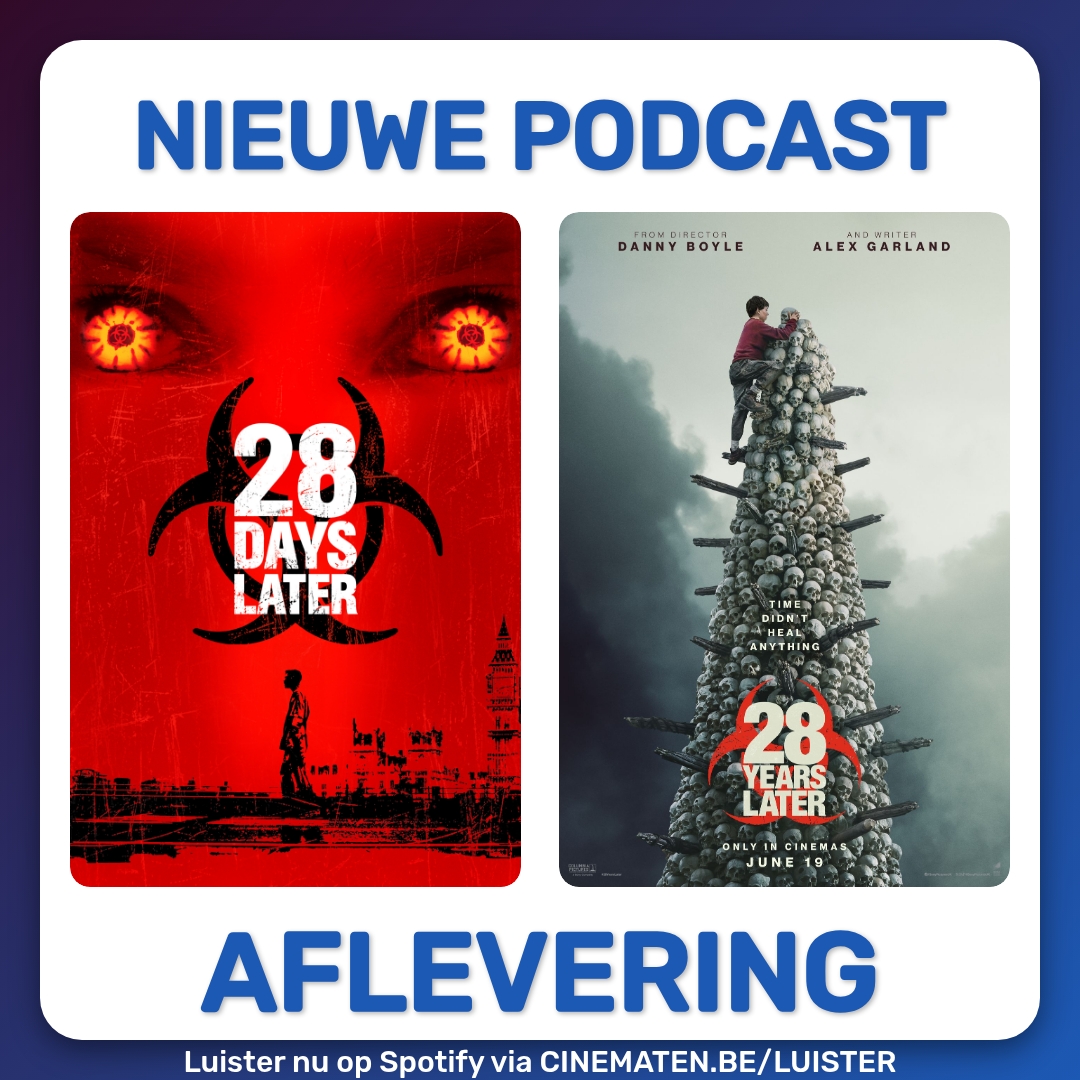 NIEUWE PODCAST
28
DAYS
LATER
FROM DIRECTOR
DANNY BOYLE
AND WRITER
ALEX GARLAND
TIME
DIDN'T
HEAL
ANYTHING
28
YEARS
LATER
ONLY IN CINEMAS
JUNE 19
AFLEVERING
Luister nu op Spotify via CINEMATEN.BE/LUISTER